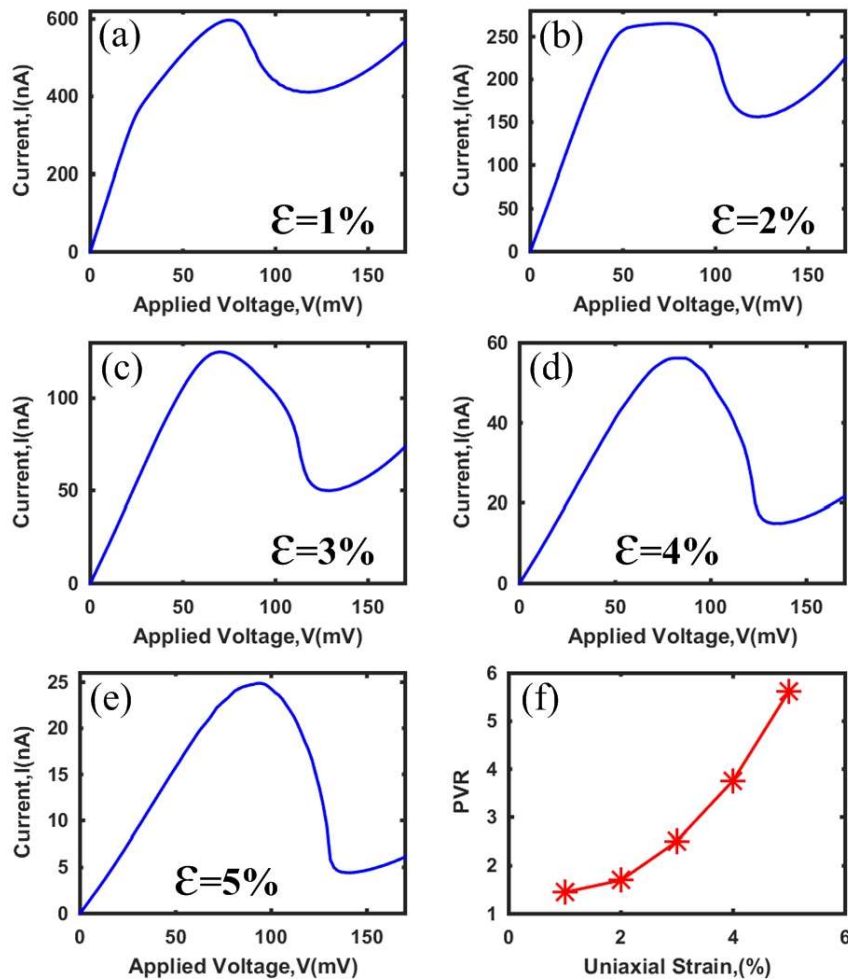 (a)
600
400
200
0
Current,I(nA)
ε=1%
0 50 100 150
Applied Voltage,V(mV)
(b)
250
200
150
100
50
0
Current,I(nA)
ε=2%
0 50 100 150
Applied Voltage,V(mV)
(c)
100
50
0
Current,I(nA)
ε=3%
0 50 100 150
Applied Voltage,V(mV)
(d)
60
40
20
0
Current,I(nA)
ε=4%
0 50 100 150
Applied Voltage,V(mV)
(e)
25
20
15
10
5
0
Current,I(nA)
ε=5%
0 50 100 150
Applied Voltage,V(mV)
(f)
6
5
4
3
2
1
PVR
0 2 4 6
Uniaxial Strain,(%)